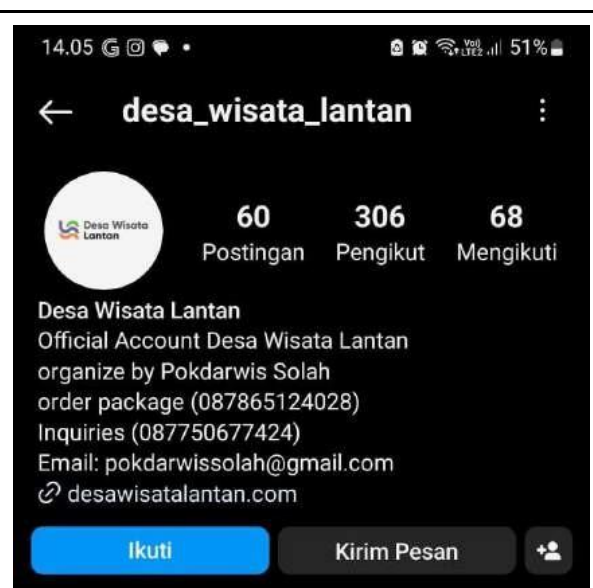 14.05
Vo)) LTE2 51%
desa_wisata_lantan
Desa Wisata
Lantan
60 306 68
Postingan Pengikut Mengikuti
Desa Wisata Lantan
Official Account Desa Wisata Lantan
organize by Pokdarwis Solah
order package (087865124028)
Inquiries (087750677424)
Email: pokdarwissolah@gmail.com
desawisatalantan.com
Ikuti Kirim Pesan